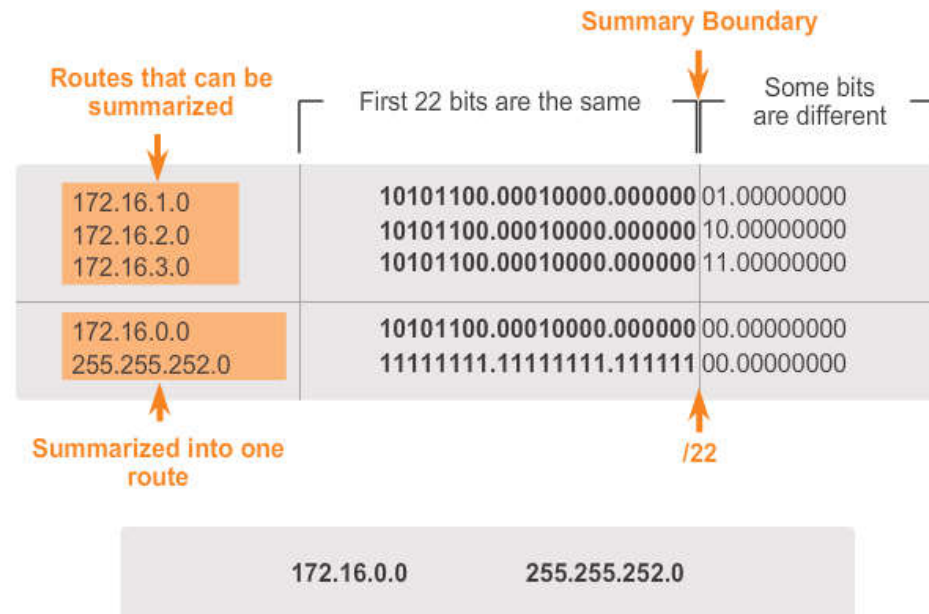 Summary Boundary
Routes that can be
summarized
First 22 bits are the same
Some bits
are different
172.16.1.0 10101100.00010000.000000 01.00000000
172.16.2.0 10101100.00010000.000000 10.00000000
172.16.3.0 10101100.00010000.000000 11.00000000
172.16.0.0 10101100.00010000.000000 00.00000000
255.255.252.0 11111111.11111111.111111 00.00000000
Summarized into one
route
/22
172.16.0.0 255.255.252.0